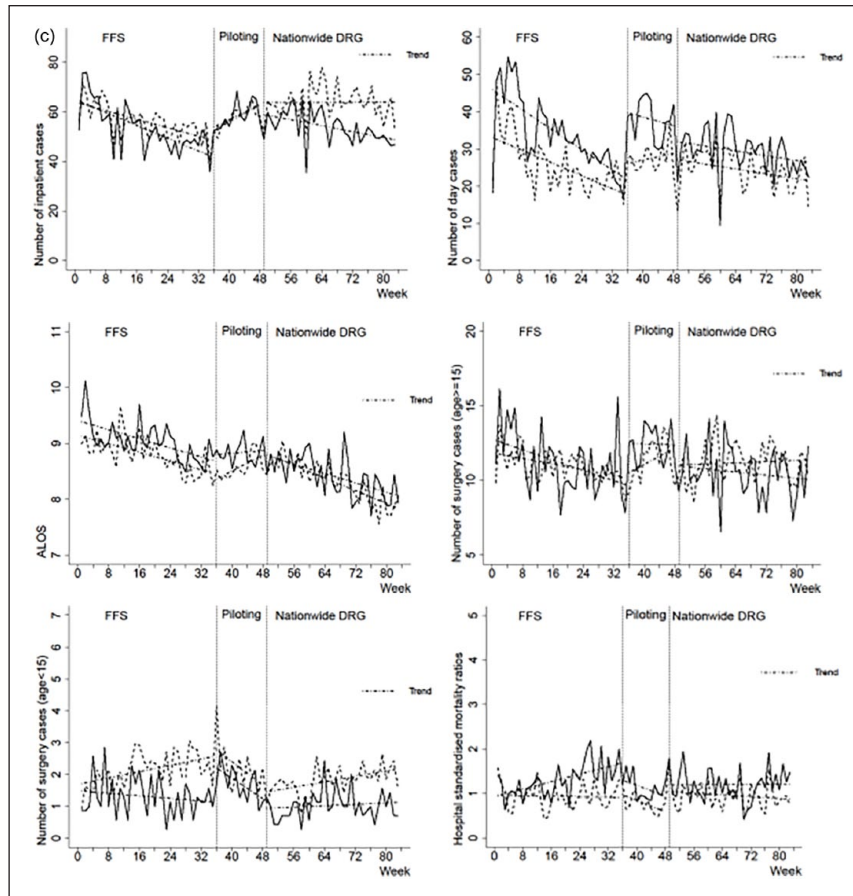 (c)
FFS Piloting Nationwide DRG
Trend
Number of inpatient cases
80
60
40
20
0
0 8 16 24 32 40 48 56 64 72 80
Week
FFS Piloting Nationwide DRG
Trend
Number of day cases
60
50
40
30
20
10
0
0 8 16 24 32 40 48 56 64 72 80
Week
FFS Piloting Nationwide DRG
Trend
ALOS
11
10
9
8
7
0 8 16 24 32 40 48 56 64 72 80
Week
FFS Piloting Nationwide DRG
Trend
Number of surgery cases (age>=15)
20
15
10
5
0 8 16 24 32 40 48 56 64 72 80
Week
FFS Piloting Nationwide DRG
Trend
Number of surgery cases (age<15)
7
6
5
4
3
2
1
0
0 8 16 24 32 40 48 56 64 72 80
Week
FFS Piloting Nationwide DRG
Trend
Hospital standardised mortality ratios
5
4
3
2
1
0
0 8 16 24 32 40 48 56 64 72 80
Week